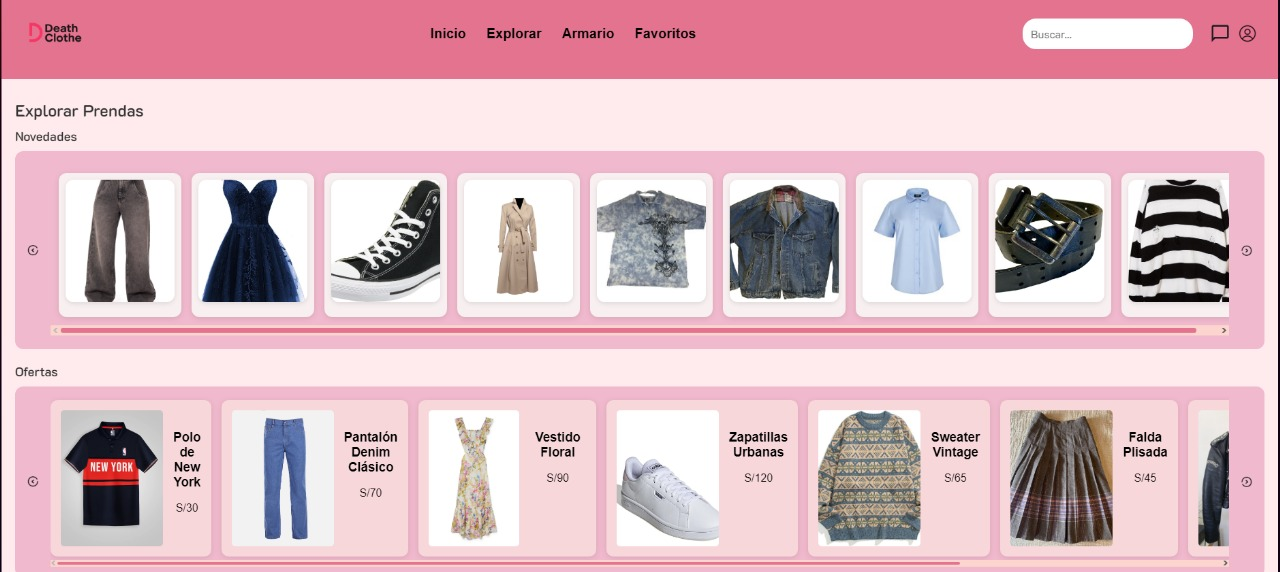 Death
Clothe
Inicio Explorar Armario Favoritos
Buscar...
Explorar Prendas
Novedades
Ofertas
NEW YORK
Polo
de
New
York
S/30
Pantalón
Denim
Clásico
S/70
Vestido
Floral
S/90
Zapatillas
Urbanas
S/120
Sweater
Vintage
S/65
Falda
Plisada
S/45